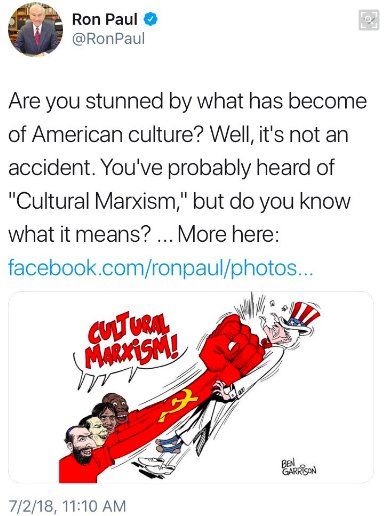 Ron Paul
@RonPaul
Are you stunned by what has become
of American culture? Well, it's not an
accident. You've probably heard of
"Cultural Marxism," but do you know
what it means? ... More here:
facebook.com/ronpaul/photos...
CULTURAL
MARXISM!
BEN
GARRISON
7/2/18, 11:10 AM